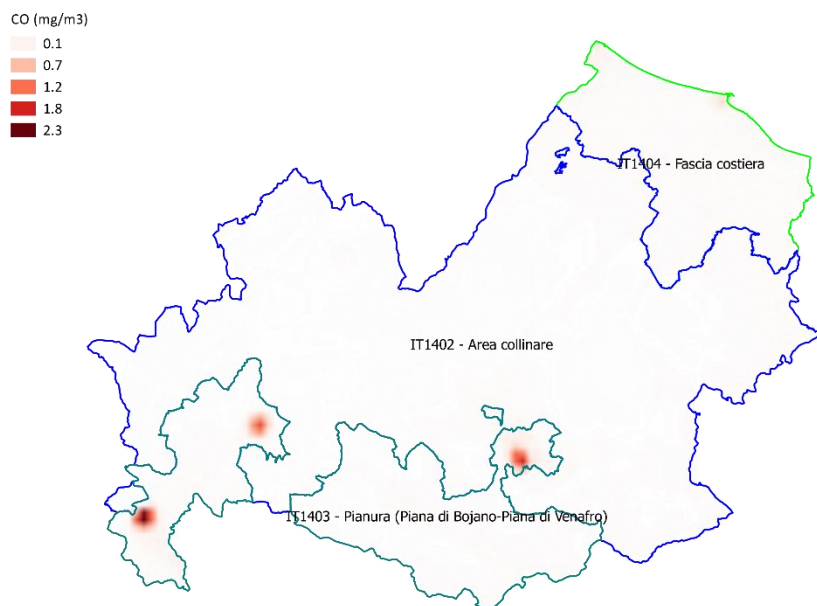 CO (mg/m3)
0.1
0.7
1.2
1.8
2.3
IT1404 - Fascia costiera
IT1402 - Area collinare
IT1403 - Pianura (Piana di Bojano-Piana di Venafro)